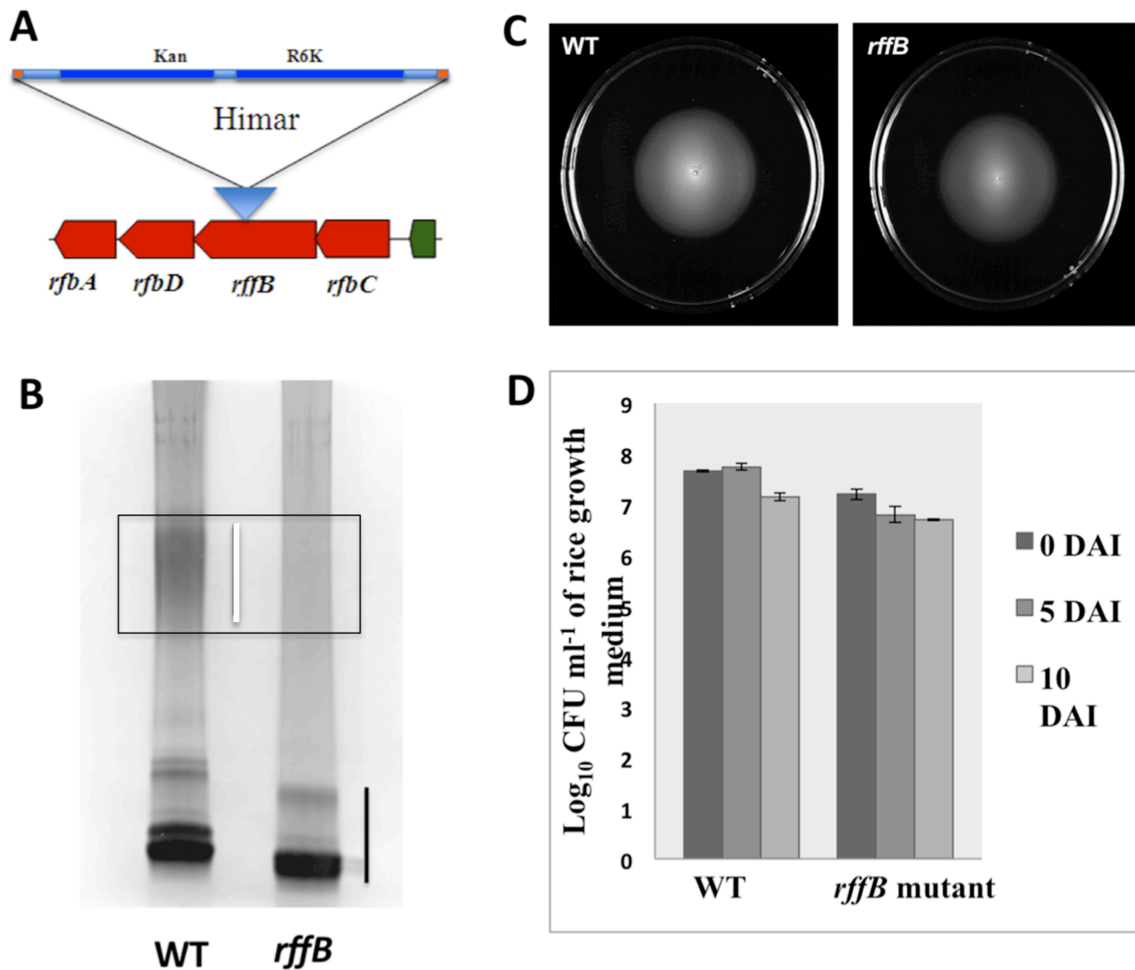 A
Kan R6K
Himar
rfbA rfbD rffB rfbC
B
WT rffB
C
WT rffB
D
Log10 CFU ml-1 of rice growth
medium
9
8
7
6
5
4
3
2
1
0
WT rffB mutant
0 DAI
5 DAI
10
DAI